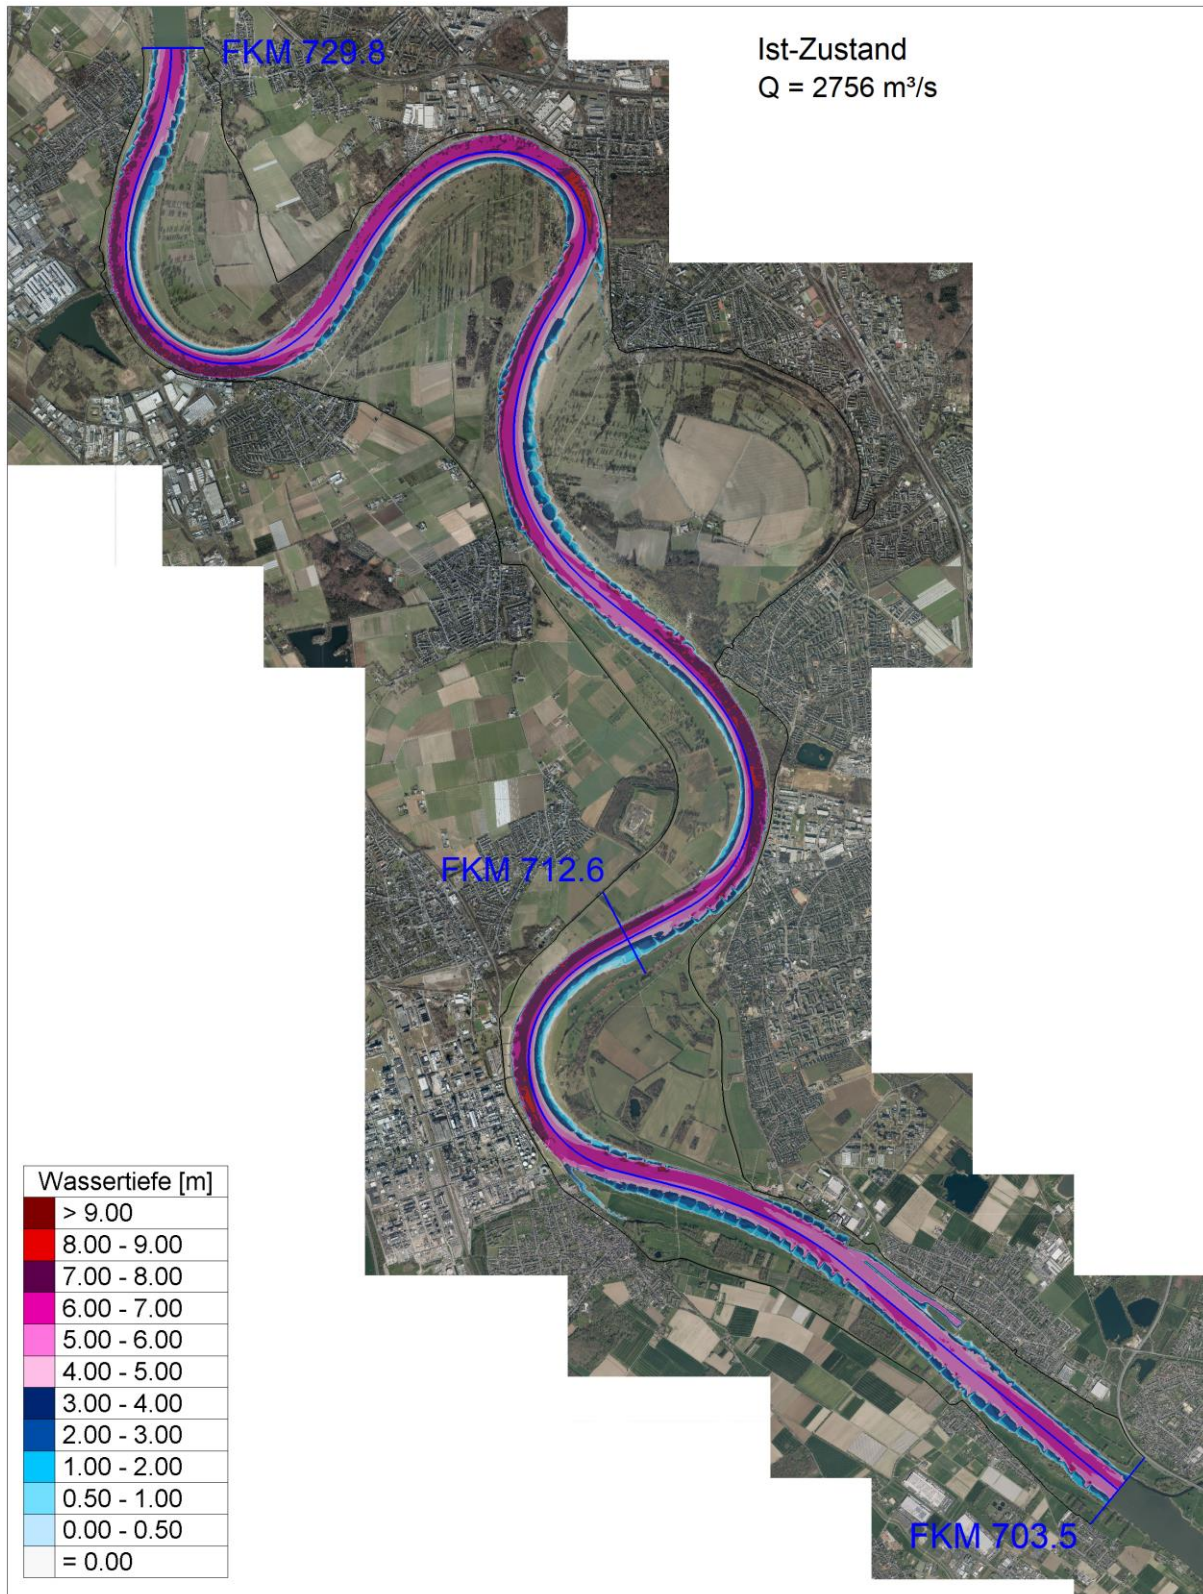 FKM 729.8
Ist-Zustand
Q = 2756 m³/s
FKM 712.6
Wassertiefe [m]
> 9.00
8.00 - 9.00
7.00 - 8.00
6.00 - 7.00
5.00 - 6.00
4.00 - 5.00
3.00 - 4.00
2.00 - 3.00
1.00 - 2.00
0.50 - 1.00
0.00 - 0.50
= 0.00
FKM 703.5